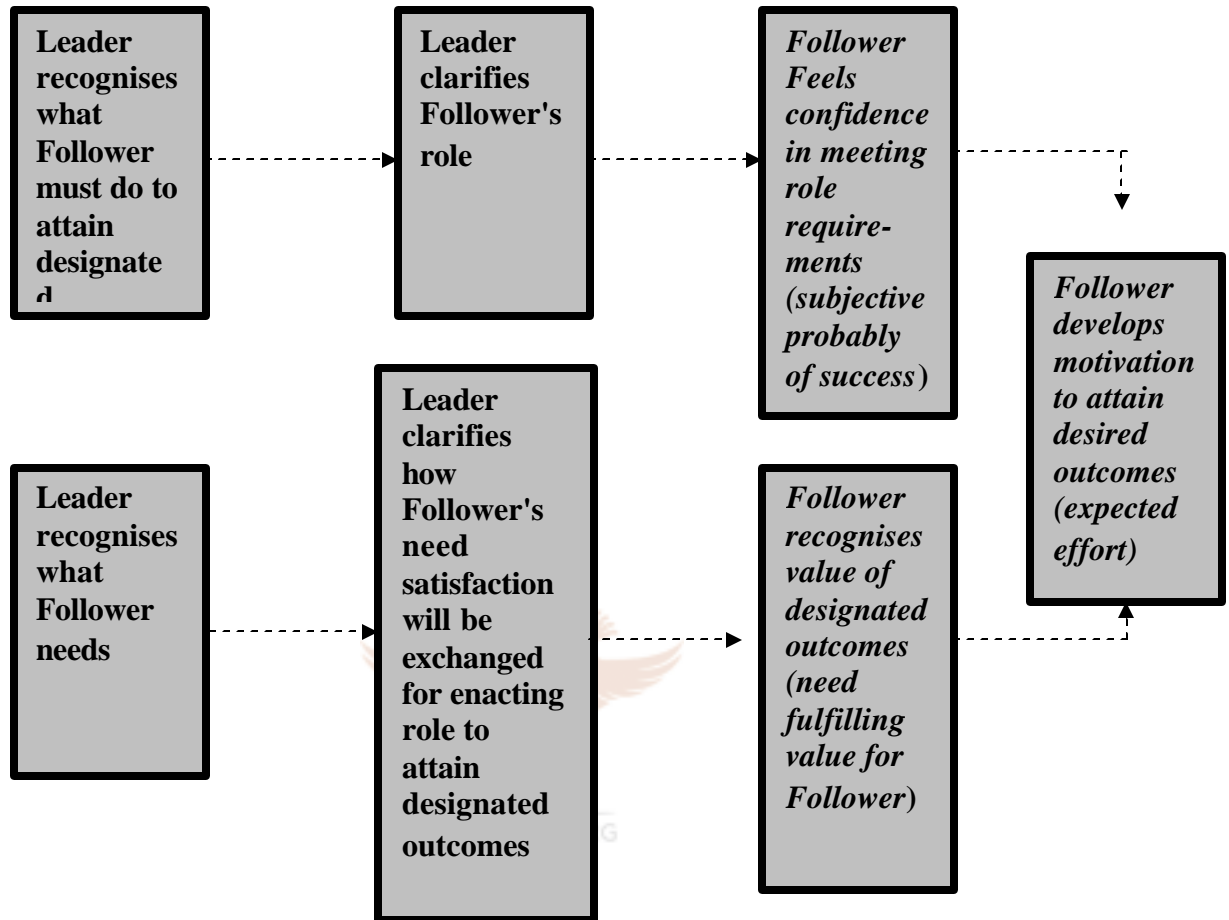 Leader
recognises
what
Follower
must do to
attain
designate
d
Leader
clarifies
Follower's
role
Follower
Feels
confidence
in meeting
role
require-
ments
(subjective
probably
of success)
Follower
develops
motivation
to attain
desired
outcomes
(expected
effort)
Leader
recognises
what
Follower
needs
Leader
clarifies
how
Follower's
need
satisfaction
will be
exchanged
for enacting
role to
attain
designated
outcomes
Follower
recognises
value of
designated
outcomes
(need
fulfilling
value for
Follower)
G